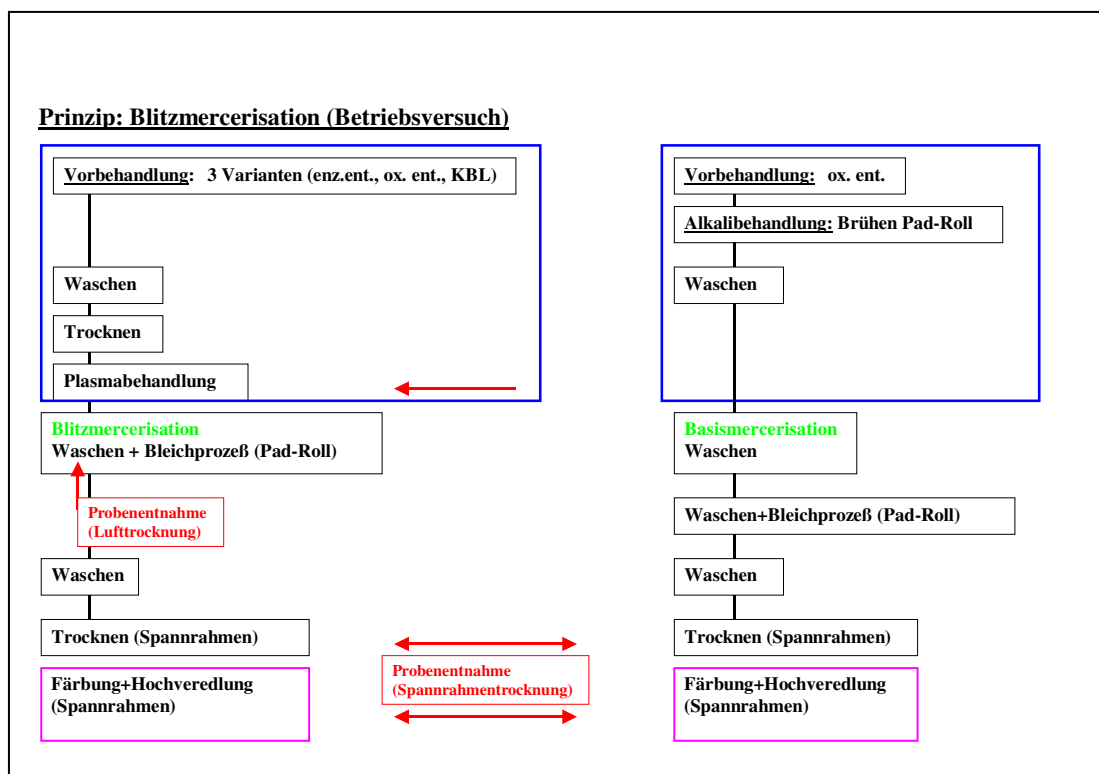 Prinzip: Blitzmercerisation (Betriebsversuch)
Vorbehandlung: 3 Varianten (enz.ent., ox. ent., KBL)
Waschen
Trocknen
Plasmabehandlung
Blitzmercerisation
Waschen + Bleichprozeß (Pad-Roll)
Probenentnahme
(Lufttrocknung)
Waschen
Trocknen (Spannrahmen)
Färbung+Hochveredlung
(Spannrahmen)
Probenentnahme
(Spannrahmentrocknung)
Vorbehandlung: ox. ent.
Alkalibehandlung: Brühen Pad-Roll
Waschen
Basismercerisation
Waschen
Waschen+Bleichprozeß (Pad-Roll)
Waschen
Trocknen (Spannrahmen)
Färbung+Hochveredlung
(Spannrahmen)